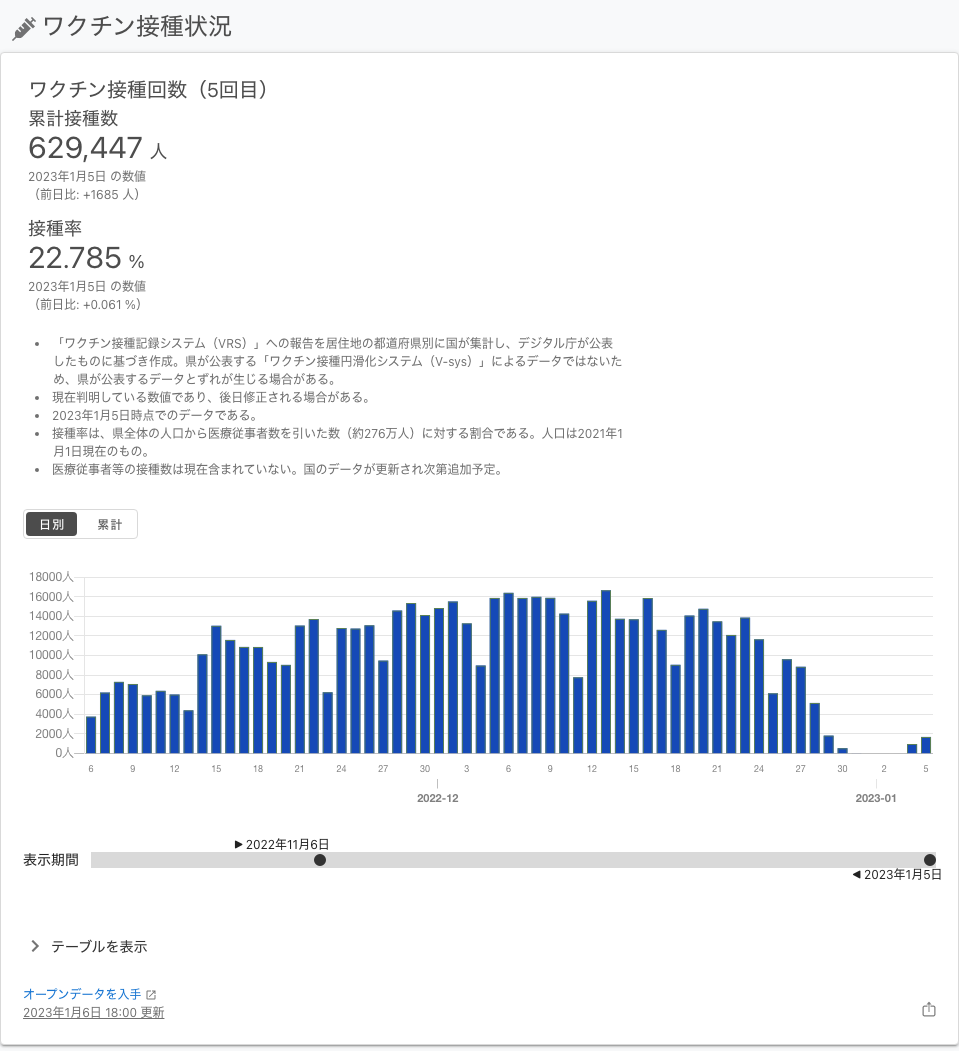 ワクチン接種状況
ワクチン接種回数（5回目）
累計接種数
629,447 人
2023年1月5日 の数値
（前日比: +1685 人）
接種率
22.785 %
2023年1月5日 の数値
（前日比: +0.061 %）
• 「ワクチン接種記録システム（VRS）」への報告を居住地の都道府県別に国が集計し、デジタル庁が公表
したものに基づき作成。県が公表する「ワクチン接種円滑化システム（V-sys）」によるデータではないた
め、県が公表するデータとずれが生じる場合がある。
• 現在判明している数値であり、後日修正される場合がある。
• 2023年1月5日時点でのデータである。
• 接種率は、県全体の人口から医療従事者数を引いた数（約276万人）に対する割合である。人口は2021年1
月1日現在のもの。
• 医療従事者等の接種数は現在含まれていない。国のデータが更新され次第追加予定。
日別 累計
18000人
16000人
14000人
12000人
10000人
8000人
6000人
4000人
2000人
0人
6 9 12 15 18 21 24 27 30 3 6 9 12 15 18 21 24 27 30 2 5
2022-12 2023-01
▶ 2022年11月6日
表示期間
◀ 2023年1月5日
テーブルを表示
オープンデータを入手
2023年1月6日 18:00 更新